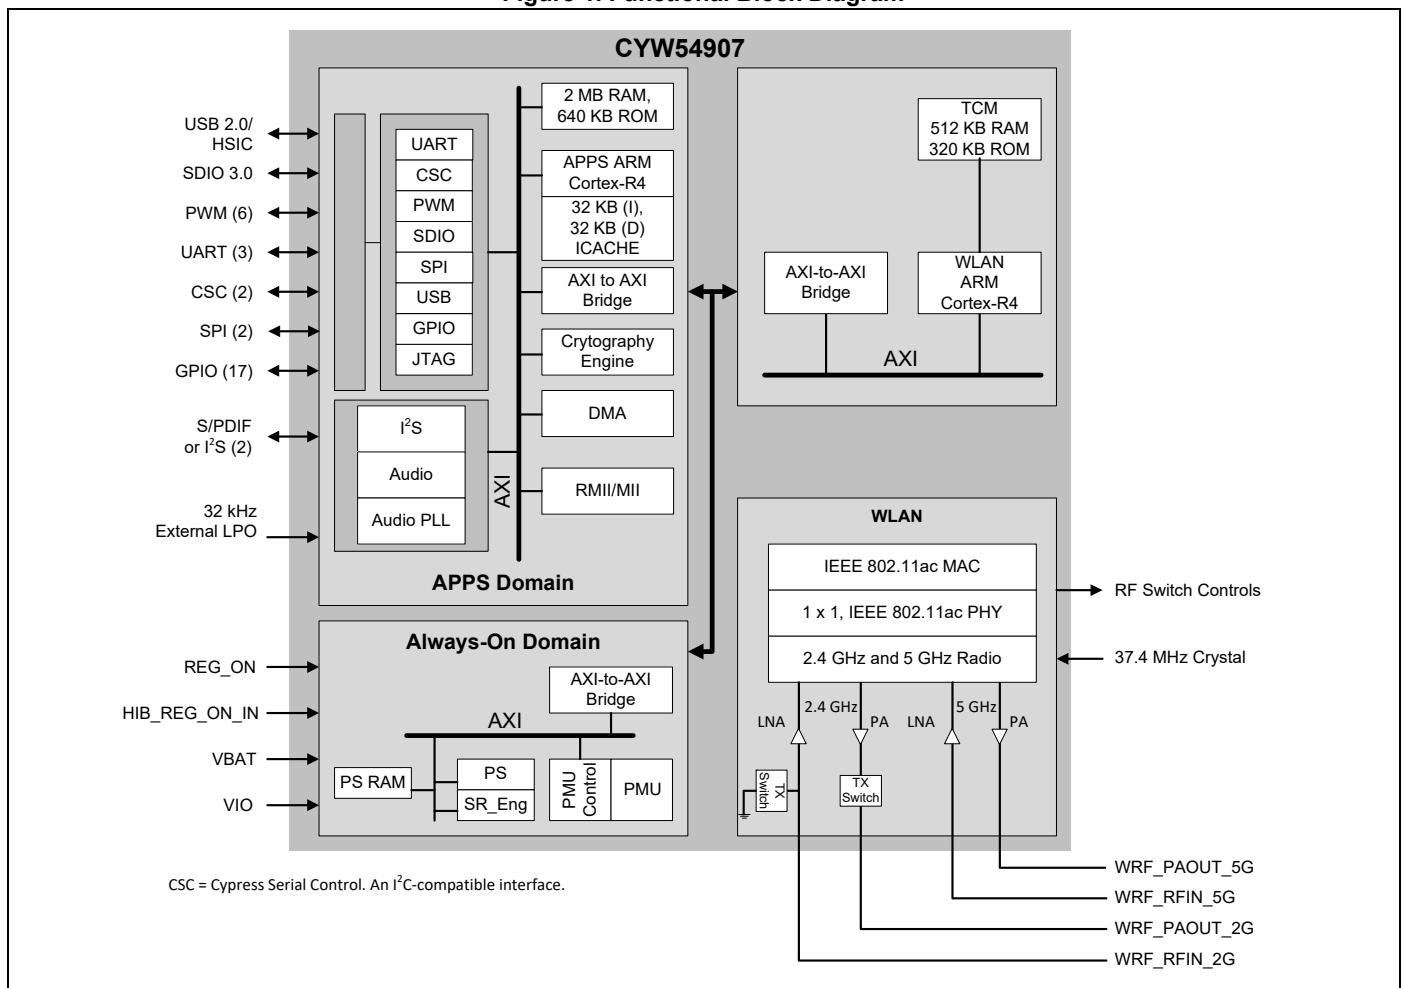 CYW54907
USB 2.0/
HSIC
SDIO 3.0
PWM (6)
UART (3)
CSC (2)
SPI (2)
GPIO (17)
S/PDIF
or I²S (2)
32 kHz
External LPO
UART
CSC
PWM
SDIO
SPI
USB
GPIO
JTAG
I²S
Audio
Audio PLL
AXI
2 MB RAM,
640 KB ROM
APPS ARM
Cortex-R4
32 KB (I),
32 KB (D)
ICACHE
AXI to AXI
Bridge
Crytography
Engine
DMA
RMII/MII
APPS Domain
TCM
512 KB RAM
320 KB ROM
AXI-to-AXI
Bridge
WLAN
ARM
Cortex-R4
AXI
REG_ON
HIB_REG_ON_IN
VBAT
VIO
Always-On Domain
AXI-to-AXI
Bridge
AXI
PS RAM
PS
SR_Eng
PMU
Control
PMU
WLAN
IEEE 802.11ac MAC
1 x 1, IEEE 802.11ac PHY
2.4 GHz and 5 GHz Radio
RF Switch Controls
37.4 MHz Crystal
LNA
2.4 GHz
PA
LNA
5 GHz
PA
TX
Switch
TX
Switch
WRF_PAOUT_5G
WRF_RFIN_5G
WRF_PAOUT_2G
WRF_RFIN_2G
CSC = Cypress Serial Control. An I²C-compatible interface.